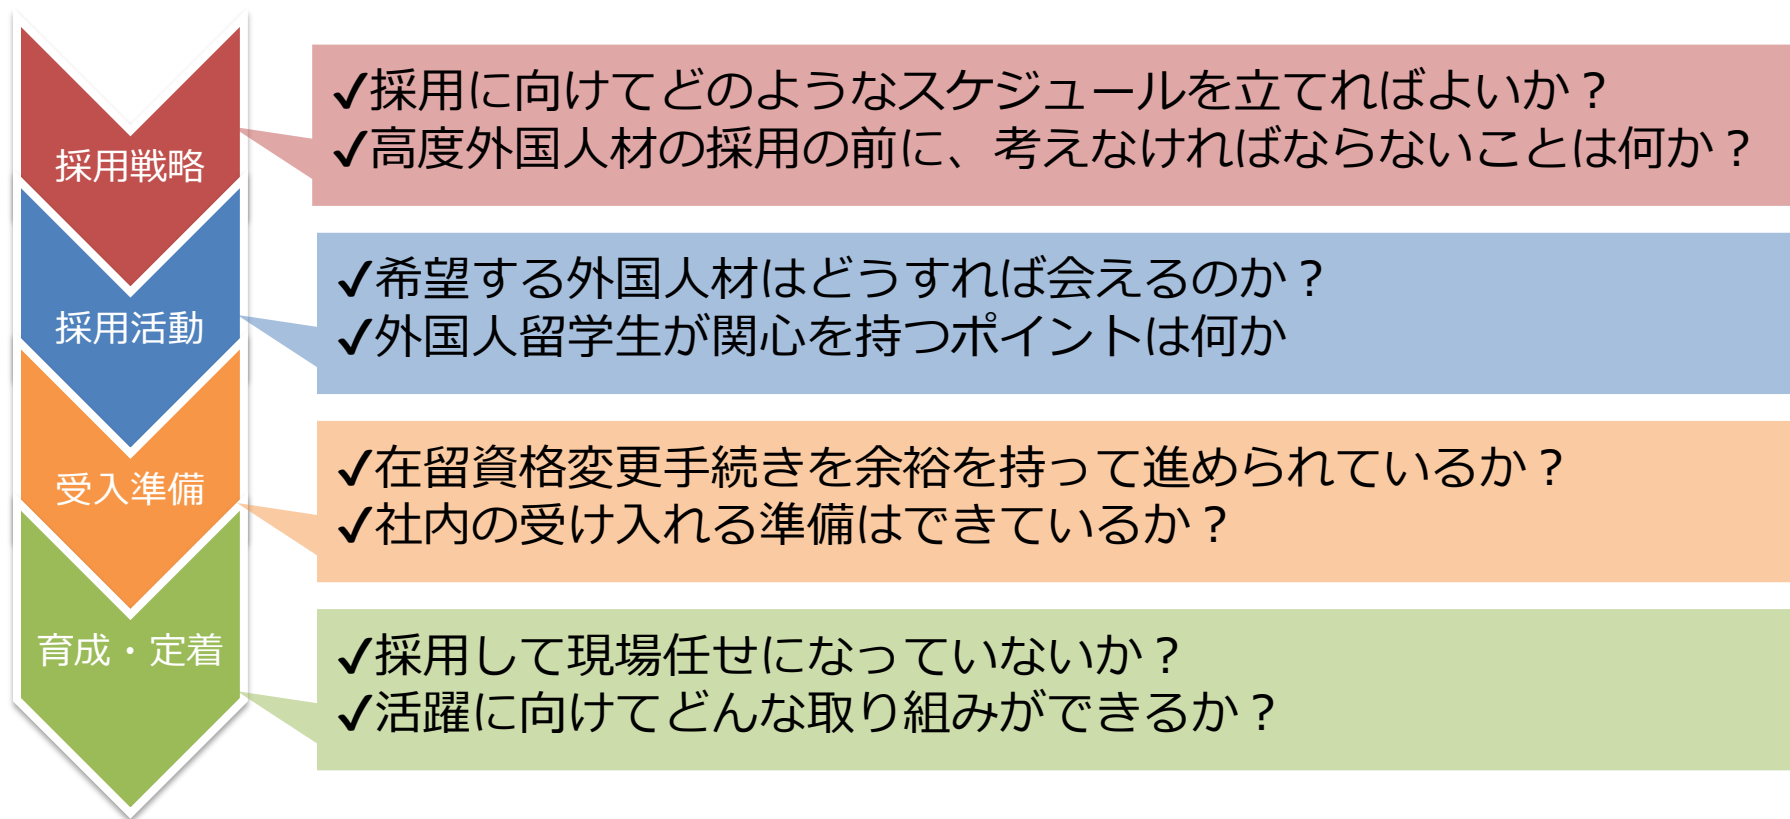 採用戦略
✓採用に向けてどのようなスケジュールを立てればよいか？
✓高度外国人材の採用の前に、考えなければならないことは何か？
採用活動
✓希望する外国人材はどうすれば会えるのか？
✓外国人留学生が関心を持つポイントは何か
受入準備
✓在留資格変更手続きを余裕を持って進められているか？
✓社内の受け入れる準備はできているか？
育成・定着
✓採用して現場任せになっていないか？
✓活躍に向けてどんな取り組みができるか？